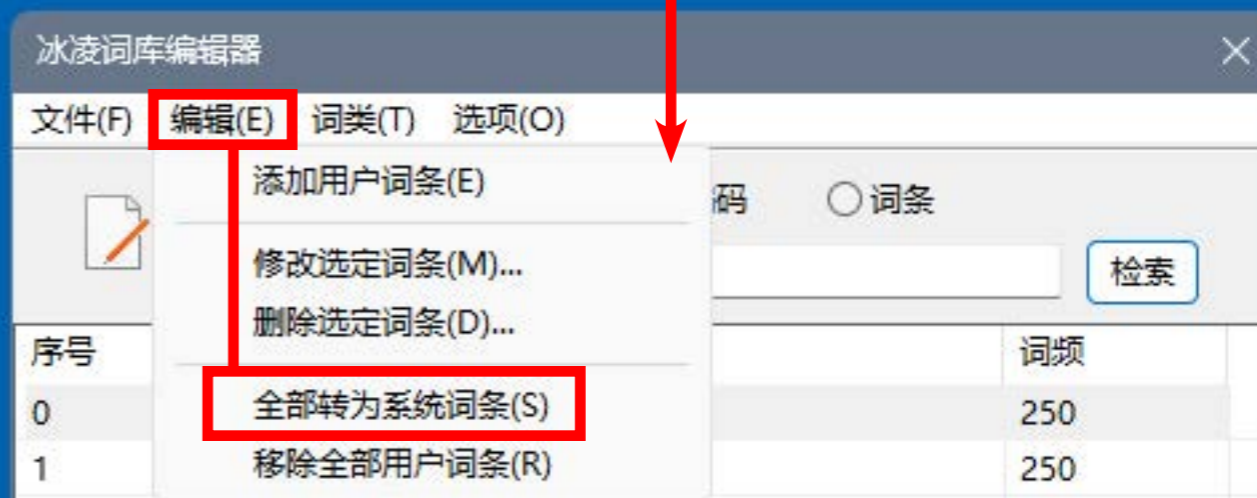 冰凌词库编辑器
文件(F) 编辑(E) 词类(T) 选项(O)
添加用户词条(E)
码 词条
修改选定词条(M)...
检索
删除选定词条(D)...
序号 词频
全部转为系统词条(S)
0 250
移除全部用户词条(R)
1 250